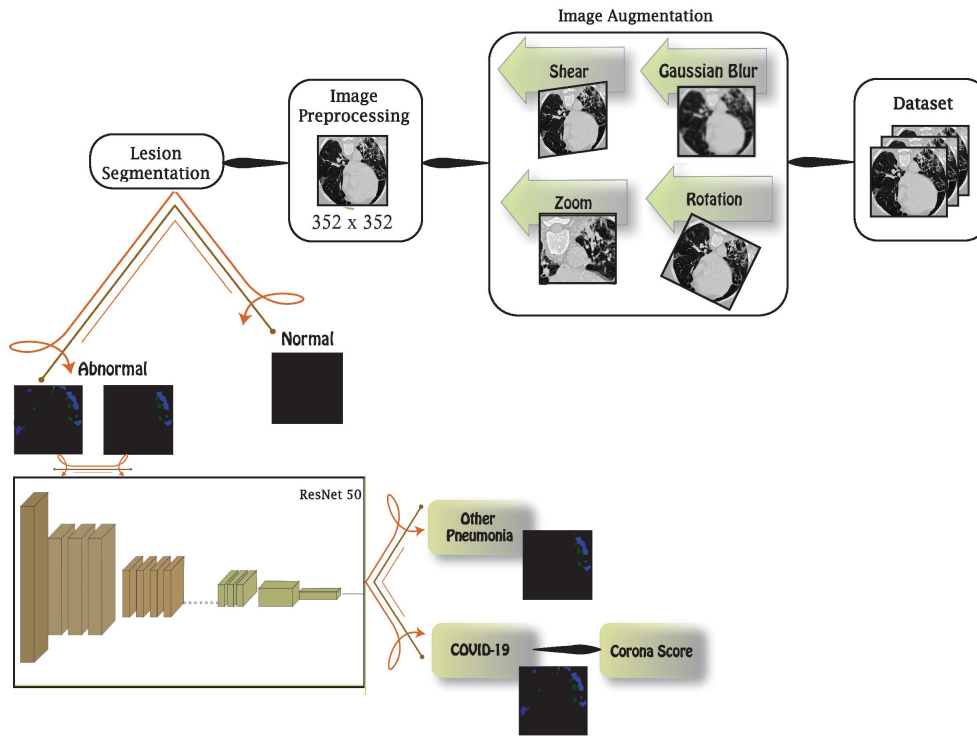 Image Augmentation
Shear
Gaussian Blur
Zoom
Rotation
Dataset
Image
Preprocessing
352 x 352
Lesion
Segmentation
Normal
Abnormal
ResNet 50
Other
Pneumonia
COVID-19
Corona Score